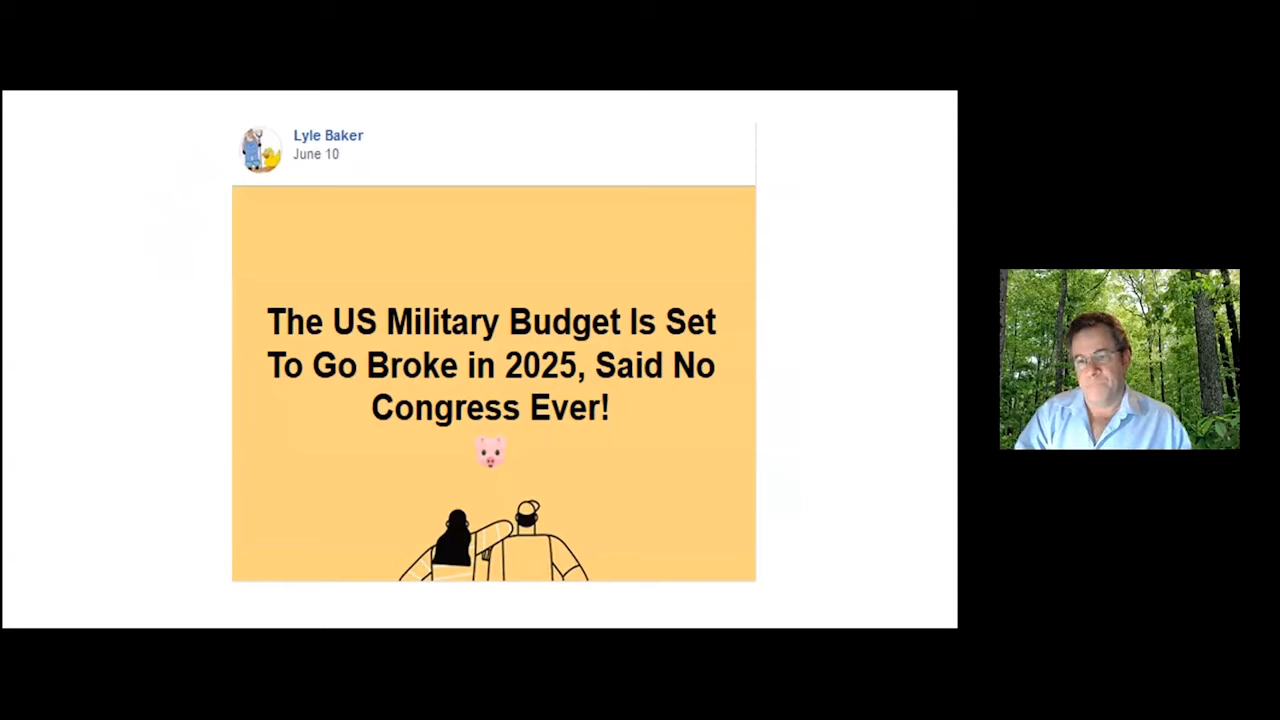 Lyle Baker
June 10
The US Military Budget Is Set
To Go Broke in 2025, Said No
Congress Ever!